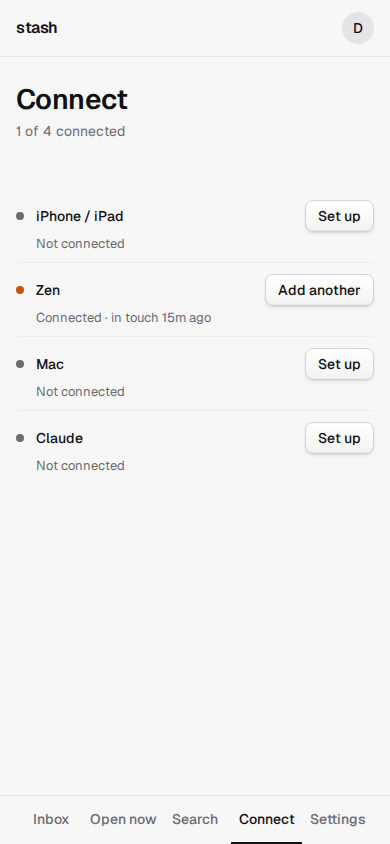 stash
D
Connect
1 of 4 connected
iPhone / iPad
Set up
Not connected
Zen
Add another
Connected · in touch 15m ago
Mac
Set up
Not connected
Claude
Set up
Not connected
Inbox
Open now
Search
Connect
Settings